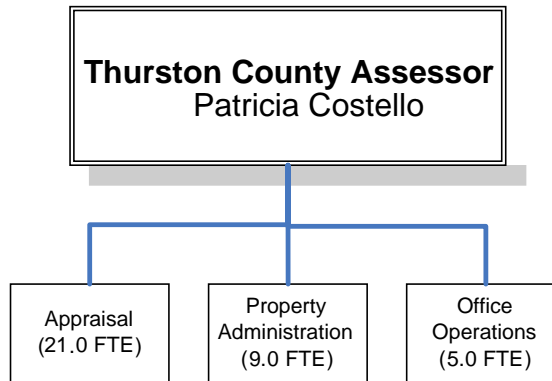 Thurston County Assessor
Patricia Costello
Appraisal
(21.0 FTE)
Property
Administration
(9.0 FTE)
Office
Operations
(5.0 FTE)